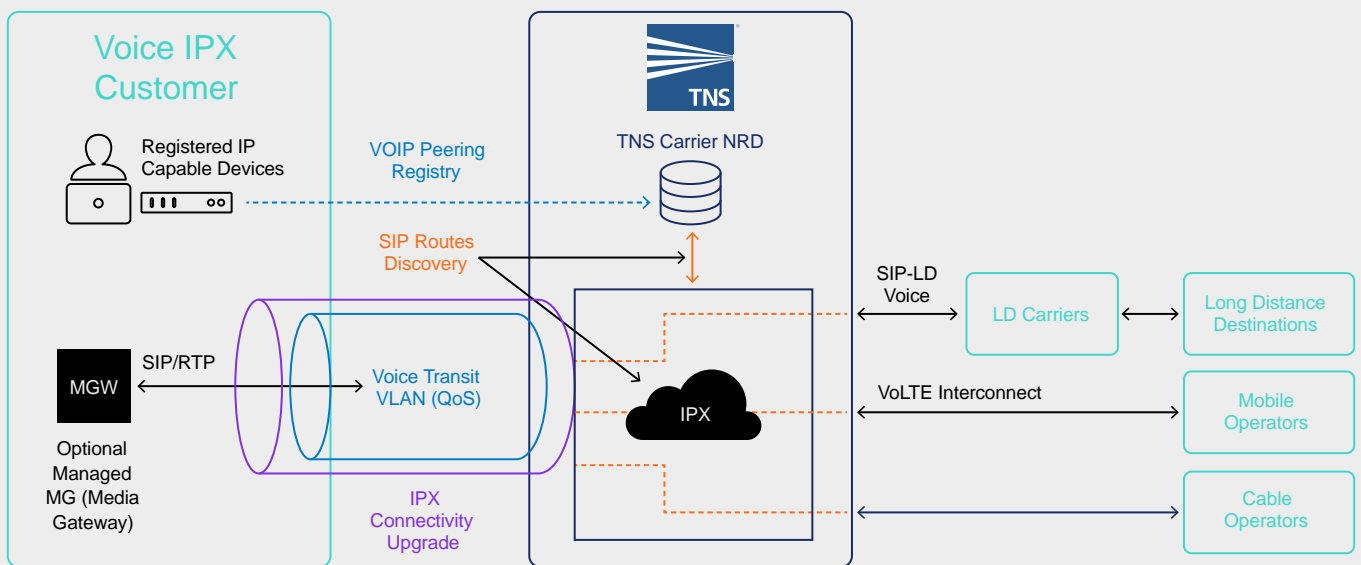 Voice IPX
Customer
Registered IP
Capable Devices
VOIP Peering
Registry
TNS
TNS Carrier NRD
SIP Routes
Discovery
SIP/RTP
MGW
Optional
Managed
MG (Media
Gateway)
Voice Transit
VLAN (QoS)
IPX
Connectivity
Upgrade
IPX
SIP-LD
Voice
LD Carriers
Long Distance
Destinations
VoLTE Interconnect
Mobile
Operators
Cable
Operators